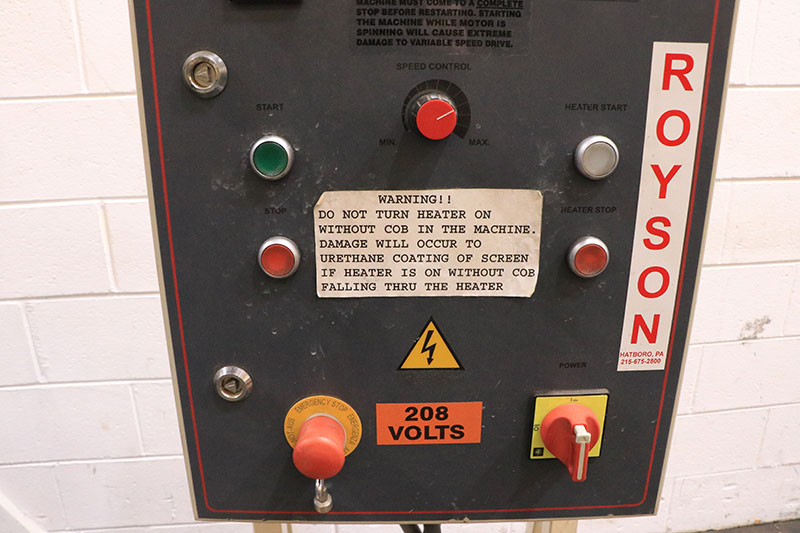 MACHINE MUST COME TO A COMPLETE
STOP BEFORE RESTARTING. STARTING
THE MACHINE WHILE MOTOR IS
SPINNING WILL CAUSE EXTREME
DAMAGE TO VARIABLE SPEED DRIVE.
SPEED CONTROL
MIN.
MAX.
START
HEATER START
STOP
HEATER STOP
WARNING!!
DO NOT TURN HEATER ON
WITHOUT COB IN THE MACHINE.
DAMAGE WILL OCCUR TO
URETHANE COATING OF SCREEN
IF HEATER IS ON WITHOUT COB
FALLING THRU THE HEATER
ROYSON
HATBORO, PA
215-675-2800
POWER
EMERGENCY STOP
208
VOLTS